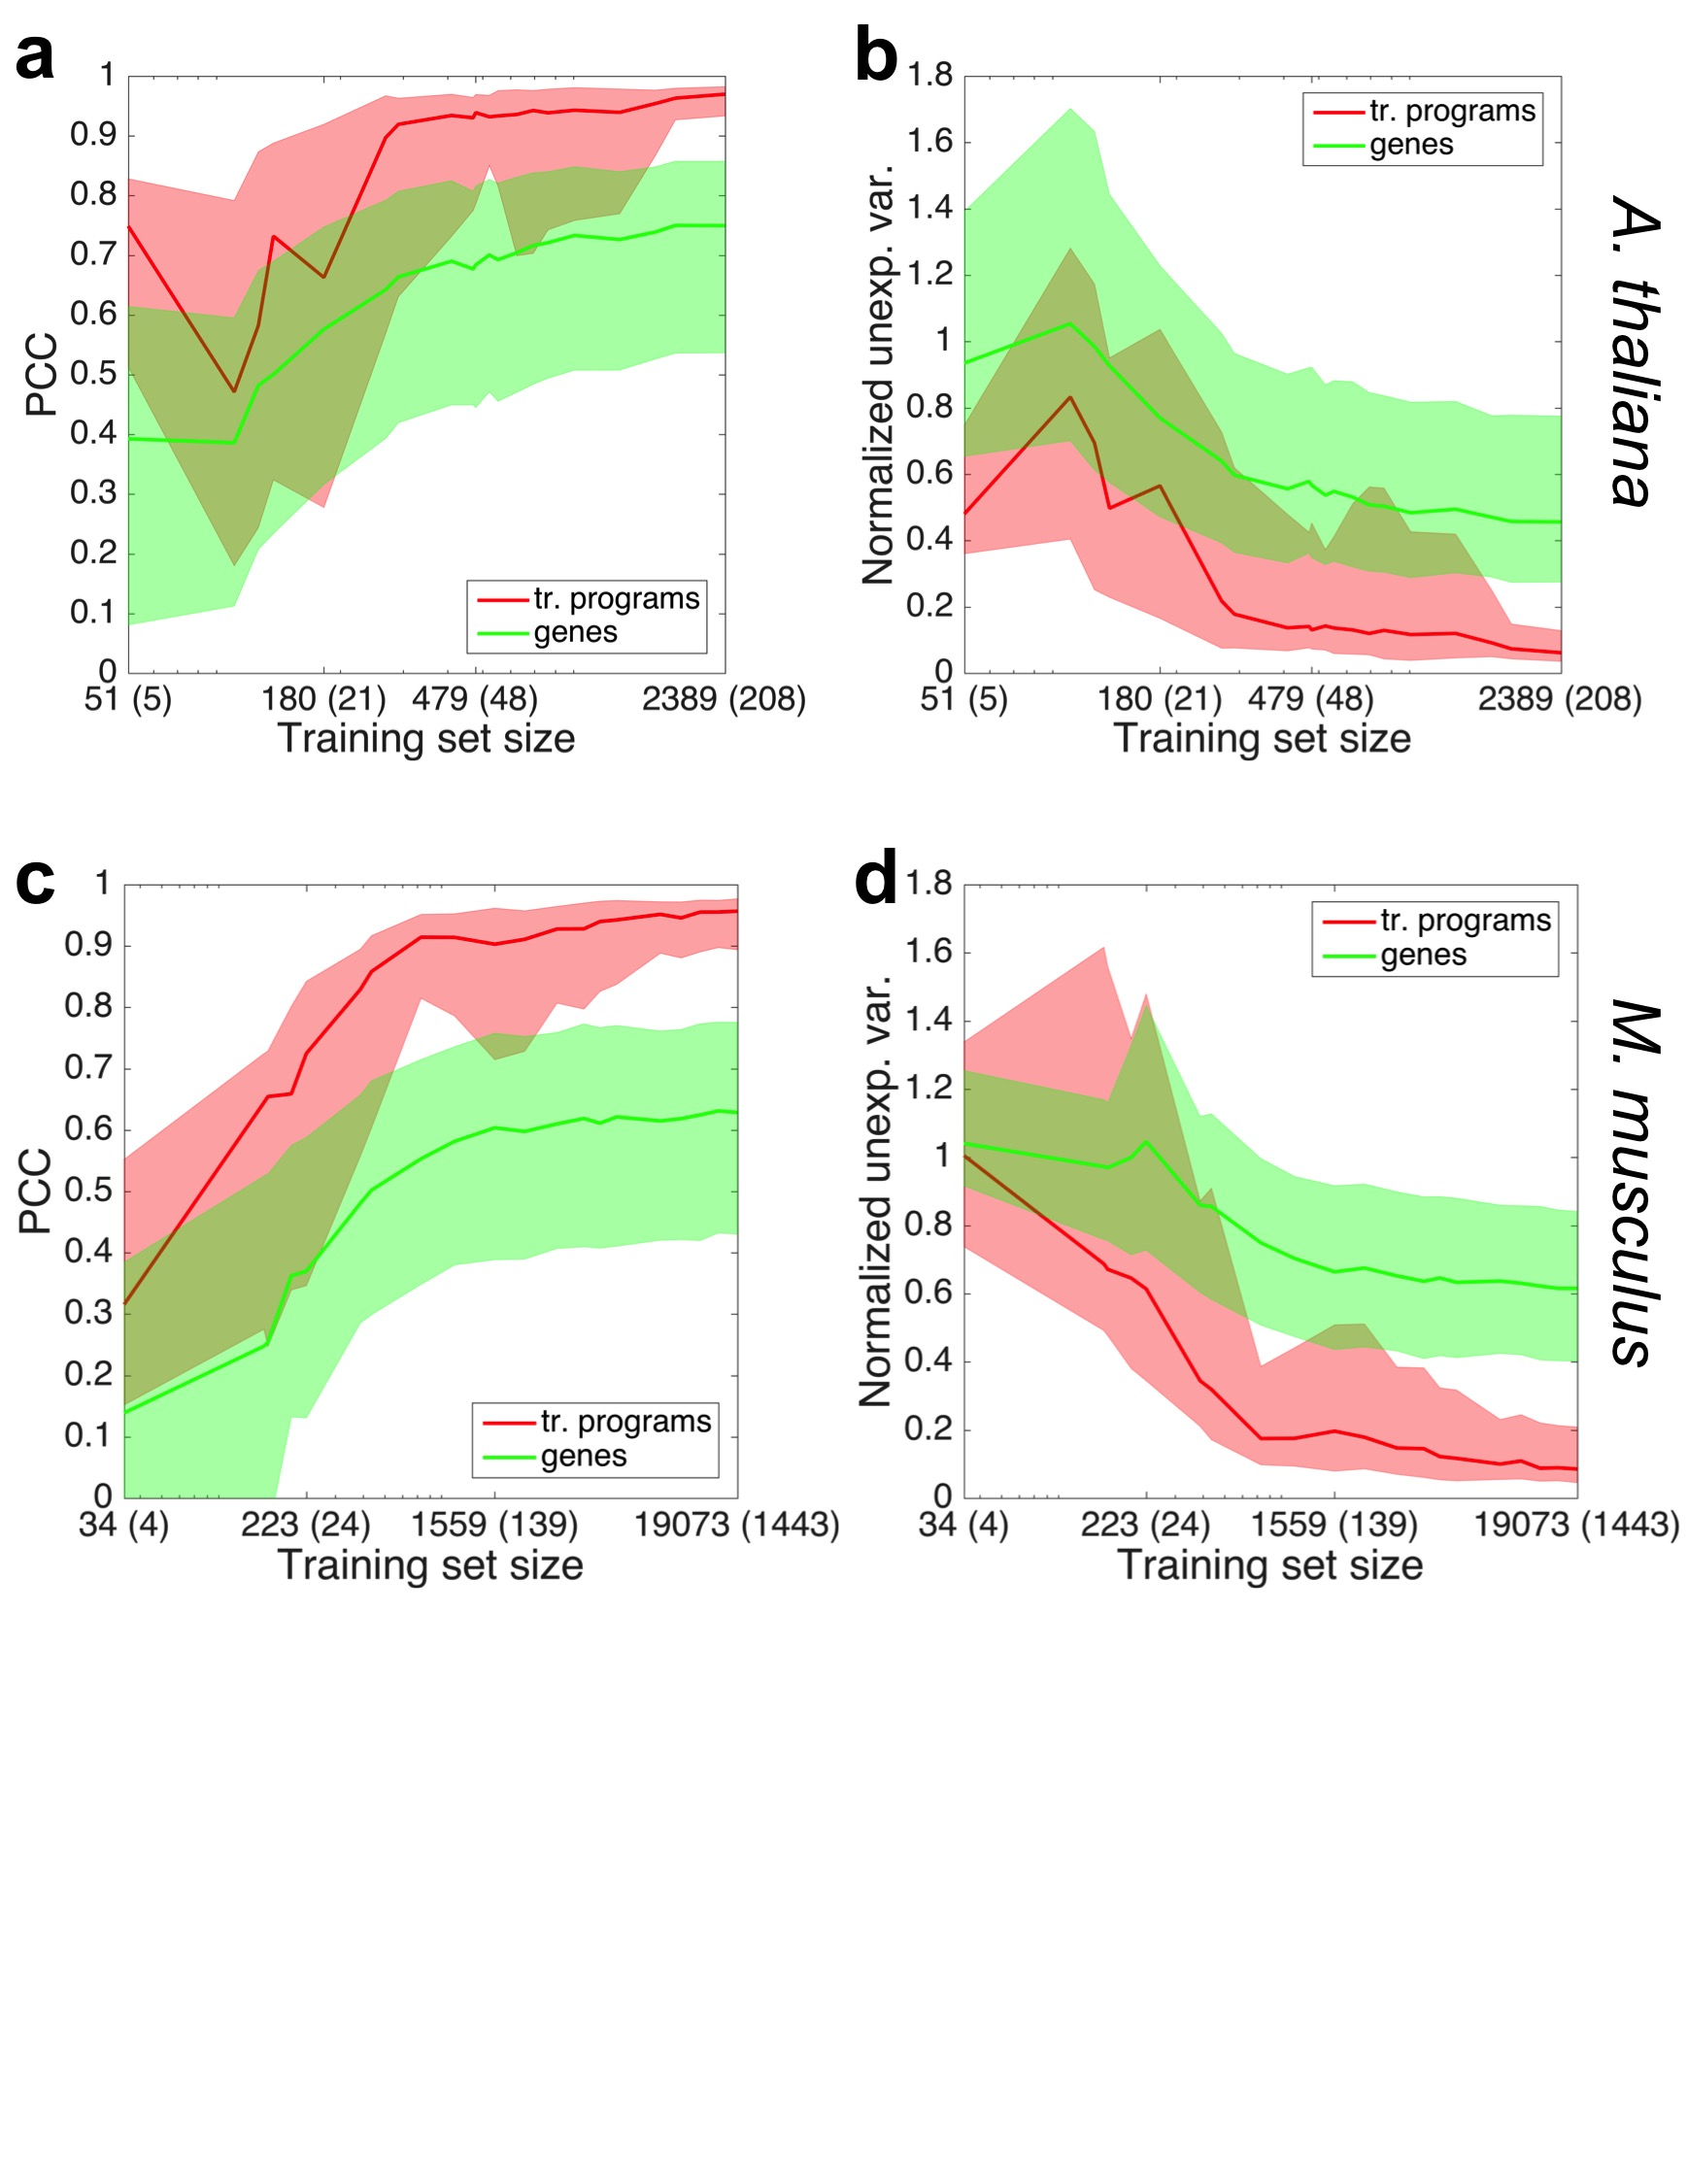 a
1
0.9
0.8
0.7
0.6
0.5
0.4
0.3
0.2
0.1
0
PCC
tr. programs
genes
51 (5) 180 (21) 479 (48) 2389 (208)
Training set size
b
1.8
1.6
1.4
1.2
1
0.8
0.6
0.4
0.2
0
Normalized unexp. var.
tr. programs
genes
51 (5) 180 (21) 479 (48) 2389 (208)
Training set size
A. thaliana
c
1
0.9
0.8
0.7
0.6
0.5
0.4
0.3
0.2
0.1
0
PCC
tr. programs
genes
34 (4) 223 (24) 1559 (139) 19073 (1443)
Training set size
d
1.8
1.6
1.4
1.2
1
0.8
0.6
0.4
0.2
0
Normalized unexp. var.
tr. programs
genes
34 (4) 223 (24) 1559 (139) 19073 (1443)
Training set size
M. musculus